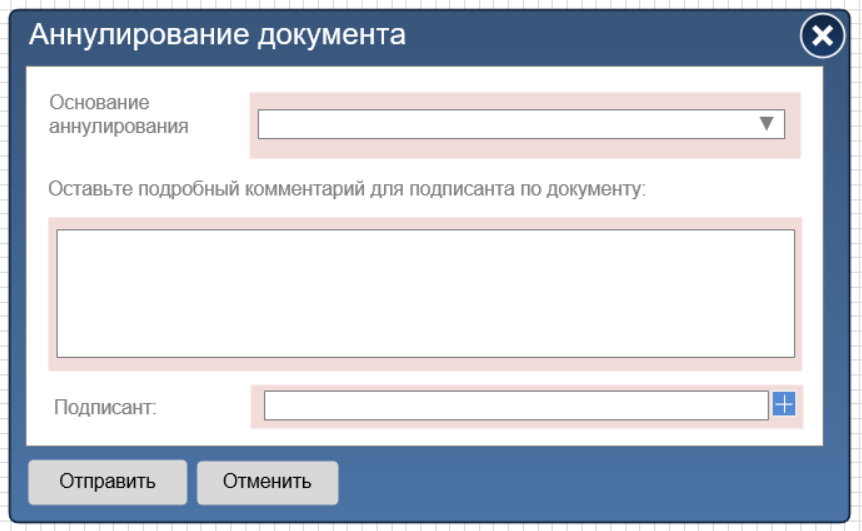 Аннулирование документа
Основание
аннулирования
Оставьте подробный комментарий для подписанта по документу:
Подписант:
Отправить Отменить